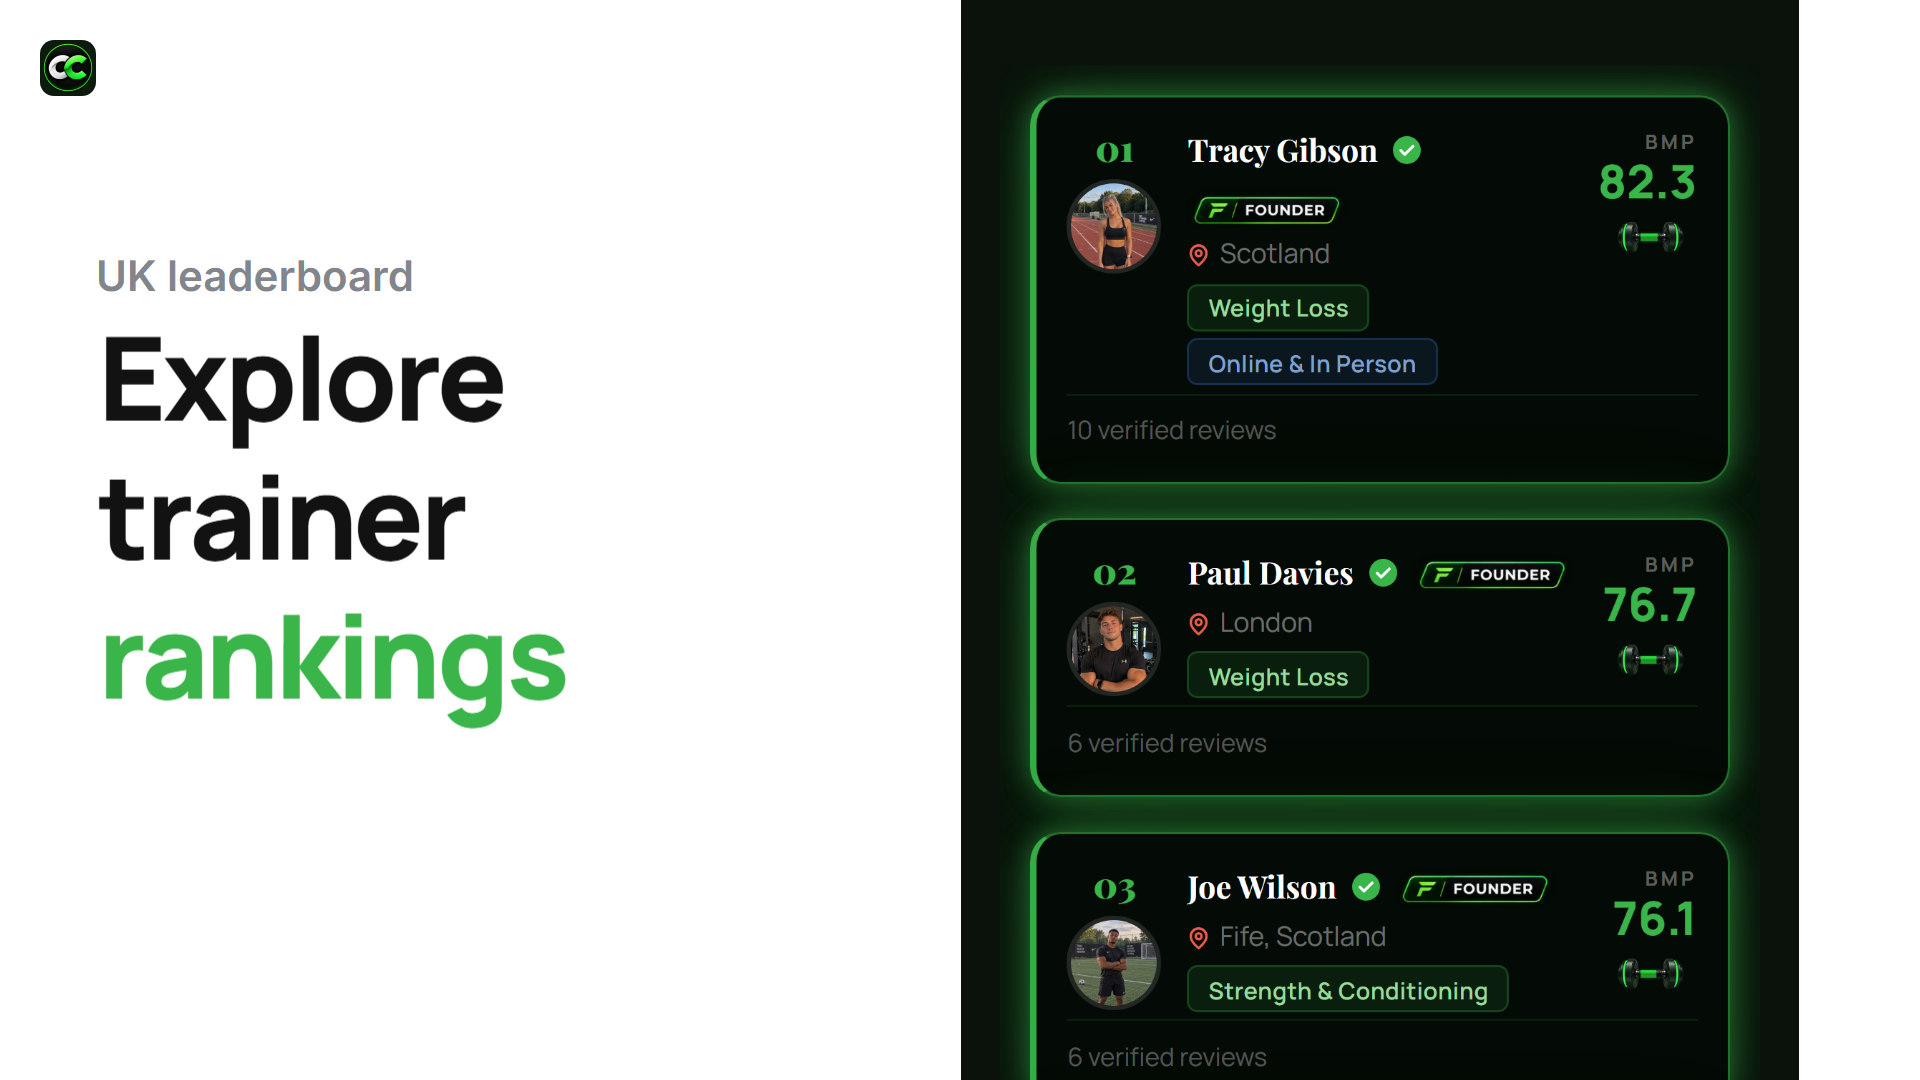 CC
UK leaderboard
Explore
trainer
rankings
01
Tracy Gibson
BMP
82.3
F / FOUNDER
Scotland
Weight Loss
Online & In Person
10 verified reviews
02
Paul Davies
F / FOUNDER
BMP
76.7
London
Weight Loss
6 verified reviews
03
Joe Wilson
F / FOUNDER
BMP
76.1
Fife, Scotland
Strength & Conditioning
6 verified reviews